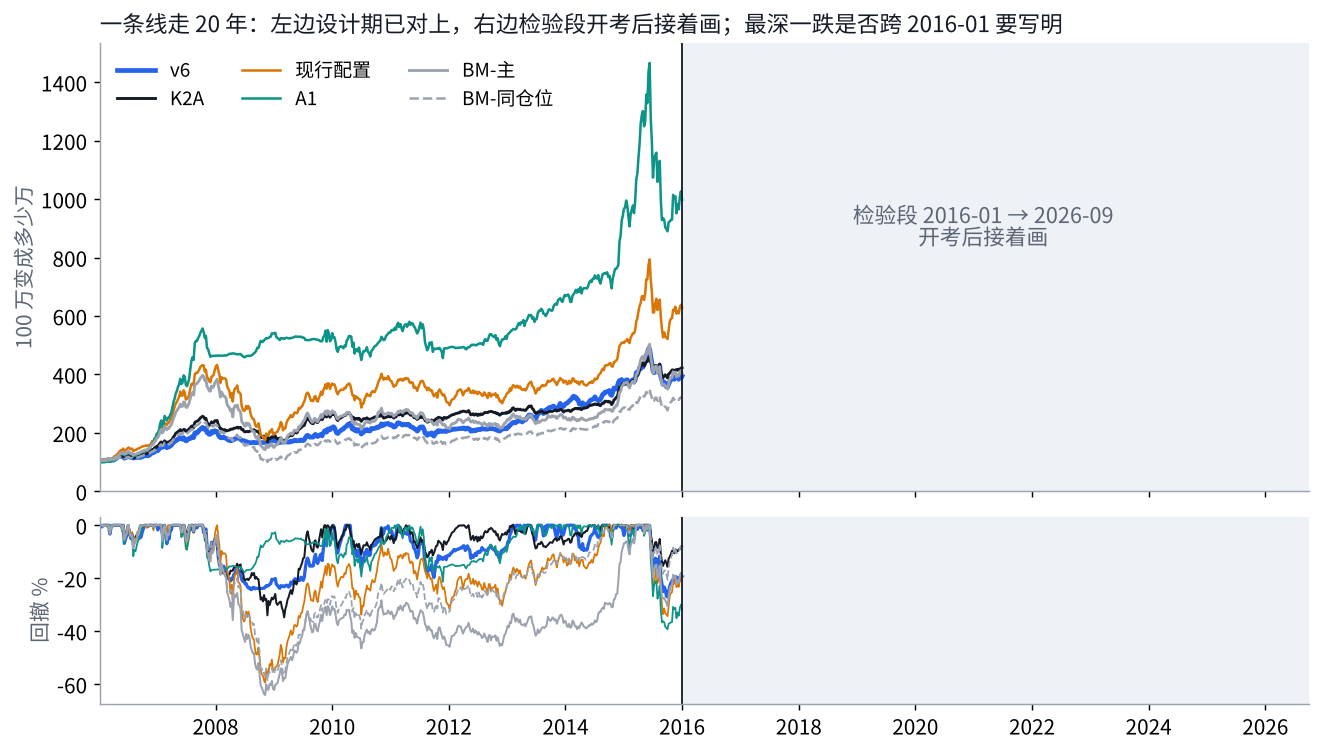 一条线走 20 年：左边设计期已对上，右边检验段开考后接着画；最深一跌是否跨 2016-01 要写明
v6 现行配置 BM-主
K2A A1 BM-同仓位
100 万变成多少万
1400
1200
1000
800
600
400
200
0
检验段 2016-01 → 2026-09
开考后接着画
回撤 %
0
-20
-40
-60
2008 2010 2012 2014 2016 2018 2020 2022 2024 2026